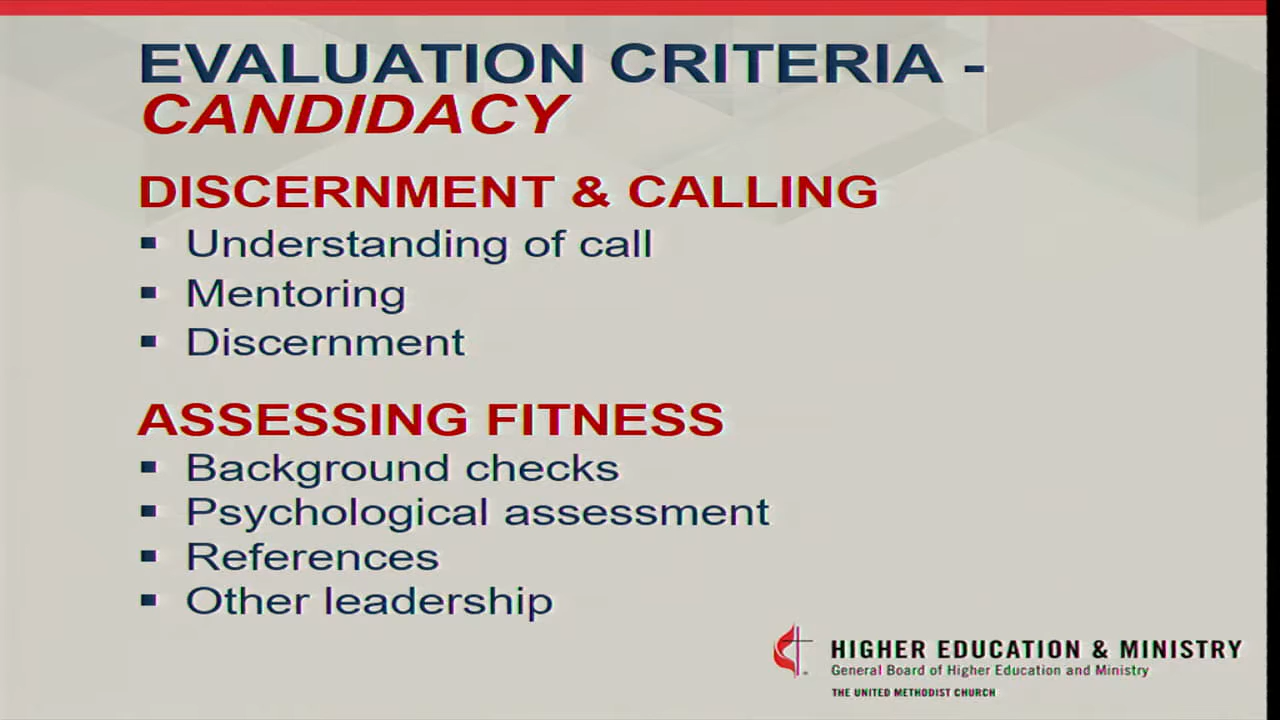 EVALUATION CRITERIA -
CANDIDACY
DISCERNMENT & CALLING
▪ Understanding of call
▪ Mentoring
▪ Discernment
ASSESSING FITNESS
▪ Background checks
▪ Psychological assessment
▪ References
▪ Other leadership
HIGHER EDUCATION & MINISTRY
General Board of Higher Education and Ministry
THE UNITED METHODIST CHURCH